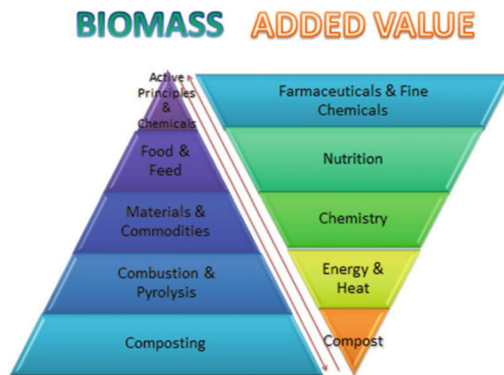 BIOMASS ADDED VALUE
Active
Principles
&
Chemicals
Food &
Feed
Materials &
Commodities
Combustion &
Pyrolysis
Composting
Farmaceuticals & Fine
Chemicals
Nutrition
Chemistry
Energy &
Heat
Compost